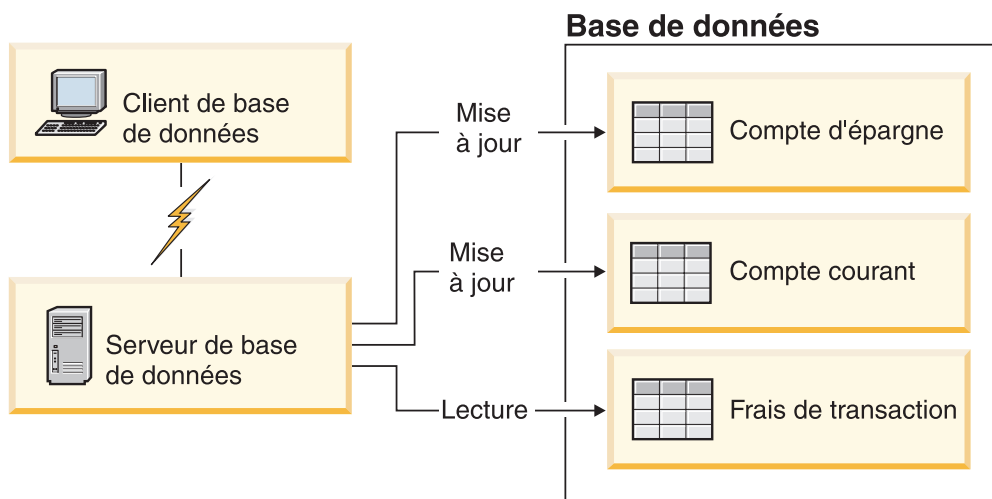 Base de données
Client de base
de données
Mise
à jour
Compte d'épargne
Mise
à jour
Compte courant
Serveur de base
de données
Lecture
Frais de transaction